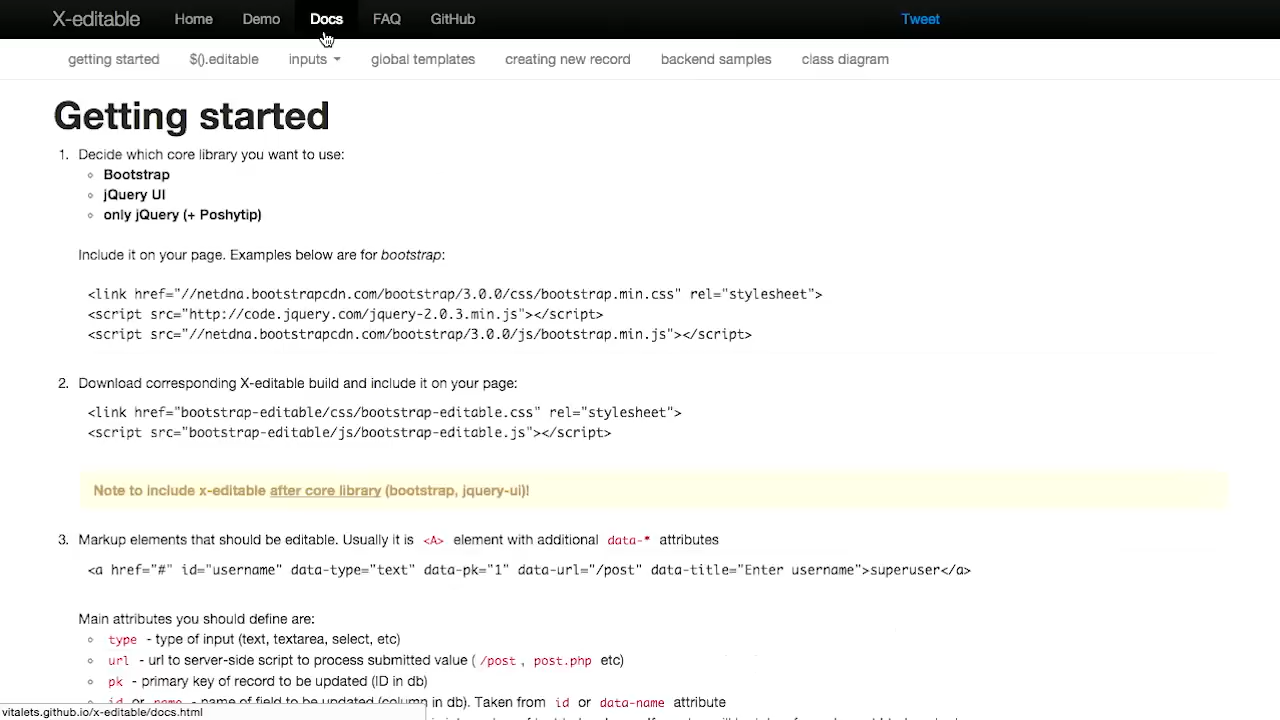 X-editable Home Demo Docs FAQ GitHub Tweet
getting started $().editable inputs global templates creating new record backend samples class diagram
Getting started
1. Decide which core library you want to use:
Bootstrap
jQuery UI
only jQuery (+ Poshytip)
Include it on your page. Examples below are for bootstrap:
<link href="//netdna.bootstrapcdn.com/bootstrap/3.0.0/css/bootstrap.min.css" rel="stylesheet">
<script src="http://code.jquery.com/jquery-2.0.3.min.js"></script>
<script src="//netdna.bootstrapcdn.com/bootstrap/3.0.0/js/bootstrap.min.js"></script>
2. Download corresponding X-editable build and include it on your page:
<link href="bootstrap-editable/css/bootstrap-editable.css" rel="stylesheet">
<script src="bootstrap-editable/js/bootstrap-editable.js"></script>
Note to include x-editable after core library (bootstrap, jquery-ui)!
3. Markup elements that should be editable. Usually it is <A> element with additional data-* attributes
<a href="#" id="username" data-type="text" data-pk="1" data-url="/post" data-title="Enter username">superuser</a>
Main attributes you should define are:
type - type of input (text, textarea, select, etc)
url - url to server-side script to process submitted value ( /post , post.php etc)
pk - primary key of record to be updated (ID in db)
id or name - name of field to be updated (column in db). Taken from id or data-name attribute
vitalets.github.io/x-editable/docs.html